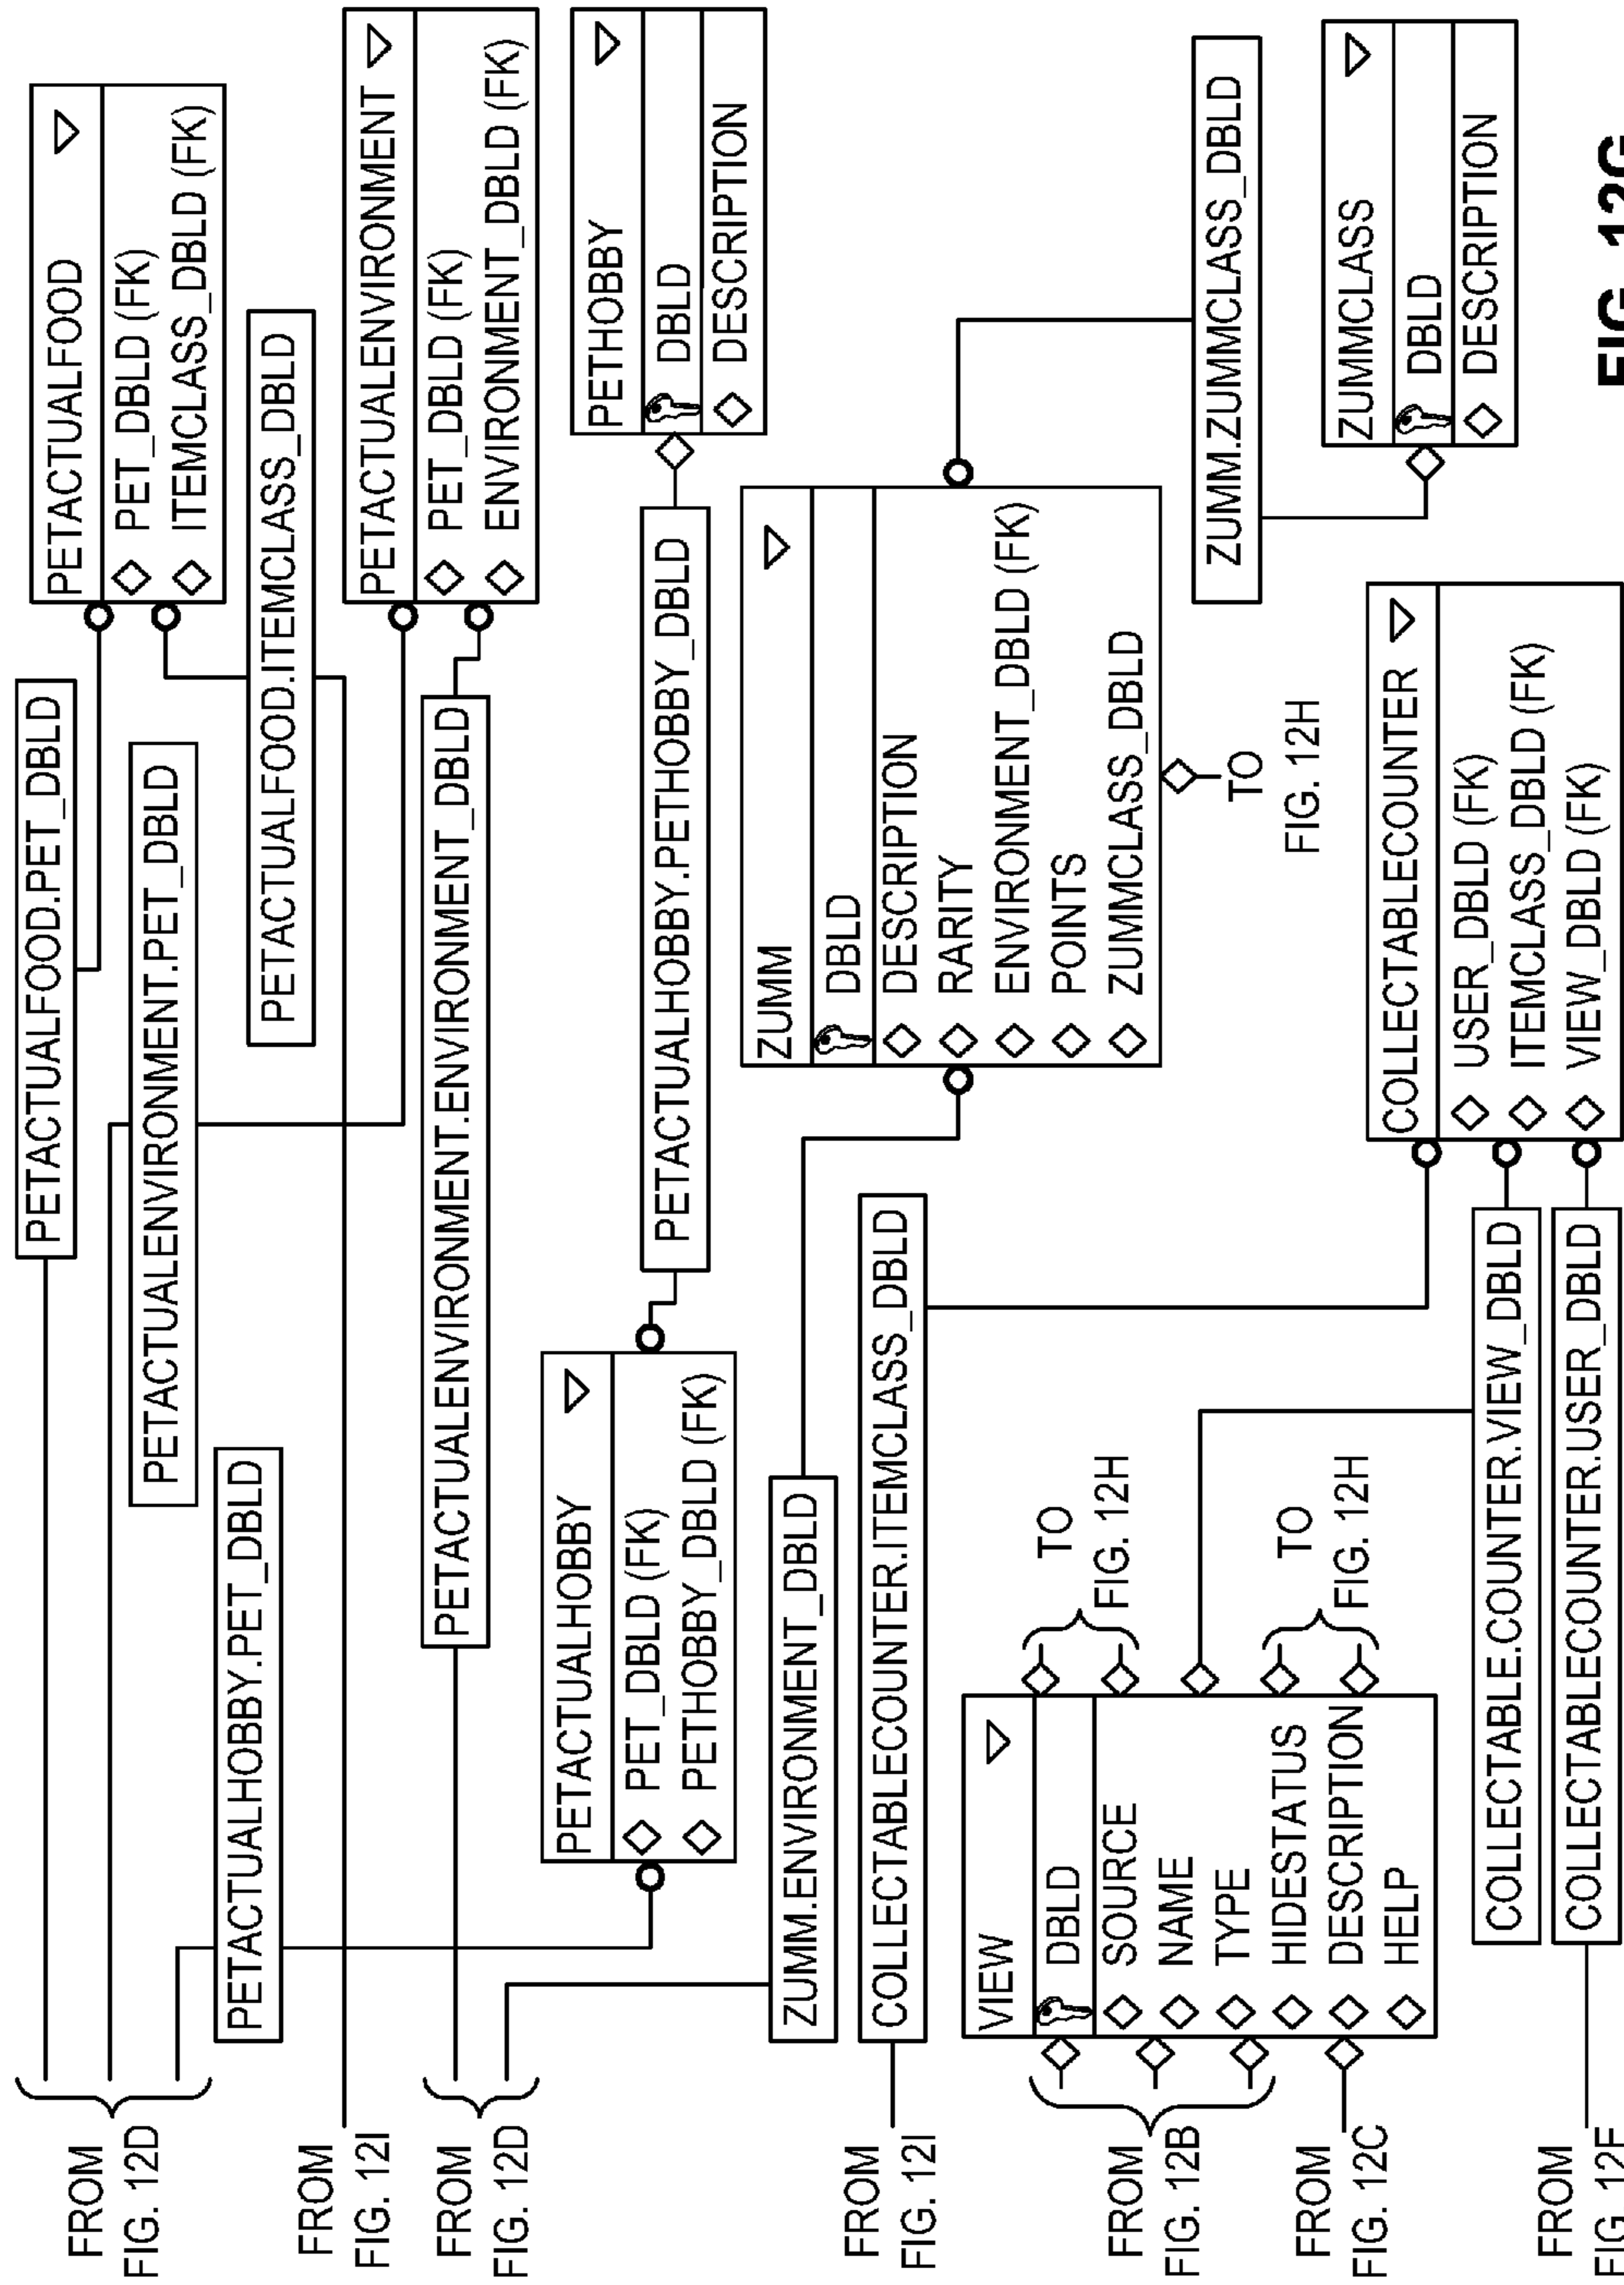 FROM
FIG. 12D
FROM
FIG. 12I
FROM
FIG. 12D
PETACTUALFOOD.PET_DBLD
PETACTUALENVIRONMENT.PET_DBLD
PETACTUALHOBBY.PET_DBLD
PETACTUALFOOD.ITEMCLASS_DBLD
PETACTUALENVIRONMENT.ENVIRONMENT_DBLD
PETACTUALFOOD
PET_DBLD (FK)
ITEMCLASS_DBLD (FK)
PETACTUALENVIRONMENT
PET_DBLD (FK)
ENVIRONMENT_DBLD (FK)
PETACTUALHOBBY
PET_DBLD (FK)
PETHOBBY_DBLD (FK)
PETACTUALHOBBY.PETHOBBY_DBLD
PETHOBBY
DBLD
DESCRIPTION
ZUMM.ENVIRONMENT_DBLD
ZUMM
DBLD
DESCRIPTION
RARITY
ENVIRONMENT_DBLD (FK)
POINTS
ZUMMCLASS_DBLD
TO
FIG. 12H
FROM
FIG. 12I
COLLECTABLECOUNTER.ITEMCLASS_DBLD
FROM
FIG. 12B
FROM
FIG. 12C
VIEW
DBLD
SOURCE
NAME
TYPE
HIDESTATUS
DESCRIPTION
HELP
TO
FIG. 12H
TO
FIG. 12H
ZUMM.ZUMMCLASS_DBLD
ZUMMCLASS
DBLD
DESCRIPTION
COLLECTABLECOUNTER
USER_DBLD (FK)
ITEMCLASS_DBLD (FK)
VIEW_DBLD (FK)
COLLECTABLE.COUNTER.VIEW_DBLD
COLLECTABLECOUNTER.USER_DBLD
FROM
FIG. 12F
FIG. 12G